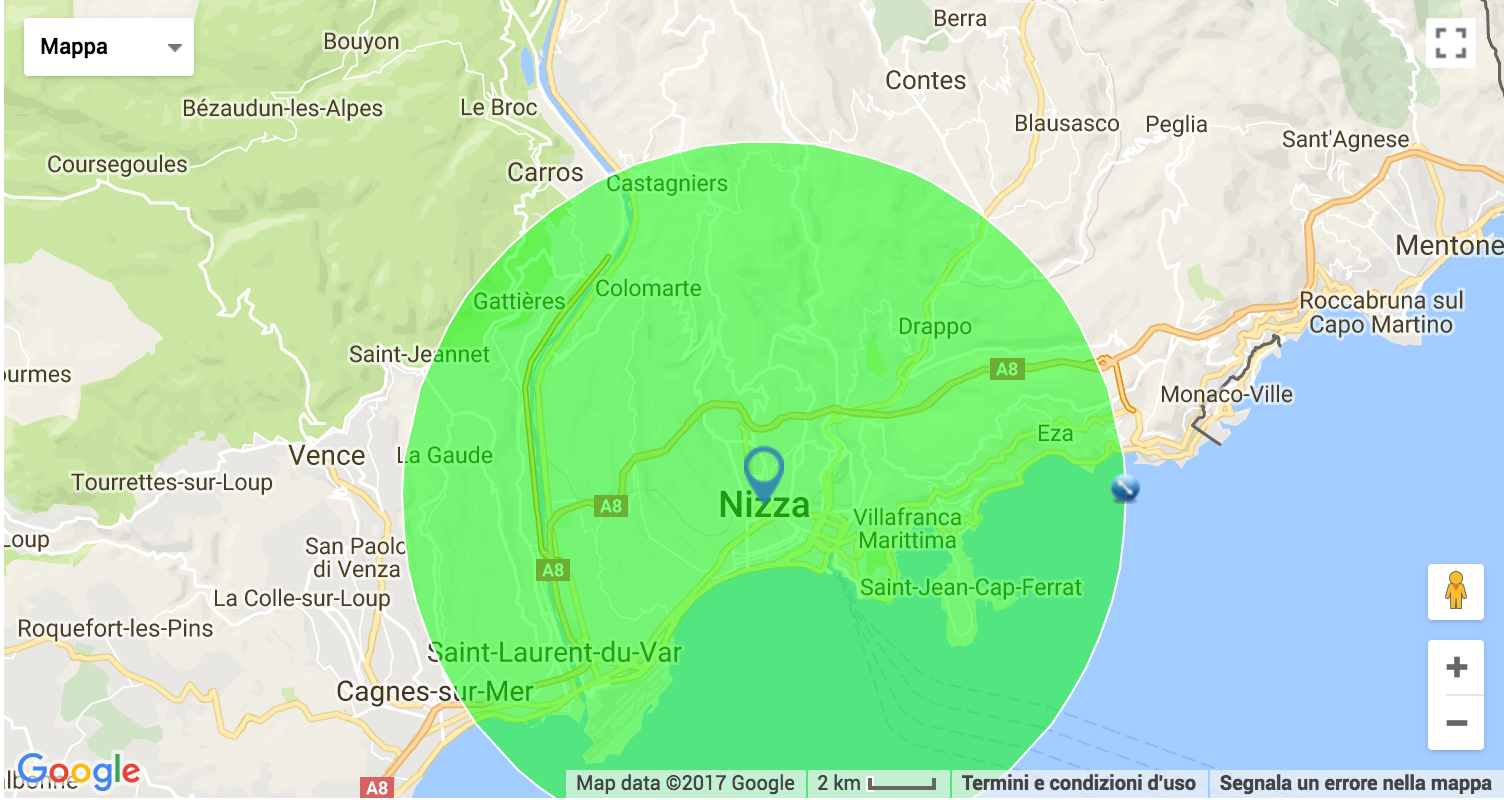 Mappa
Berra
Bouyon
Contes
Bézaudun-les-Alpes
Le Broc
Blausasco
Peglia
Sant'Agnese
Coursegoules
Carros
Castagniers
Mentone
Gattières
Colomarte
Roccabruna sul
Capo Martino
Drappo
Saint-Jeannet
A8
ourmes
Monaco-Ville
Eza
Vence
La Gaude
Tourrettes-sur-Loup
Nizza
A8
Villafranca
Marittima
Loup
San Paolo
di Venza
A8
Saint-Jean-Cap-Ferrat
La Colle-sur-Loup
Roquefort-les-Pins
Saint-Laurent-du-Var
Cagnes-sur-Mer
Google
lbonne
A8
Map data ©2017 Google
2 km
Termini e condizioni d'uso
Segnala un errore nella mappa